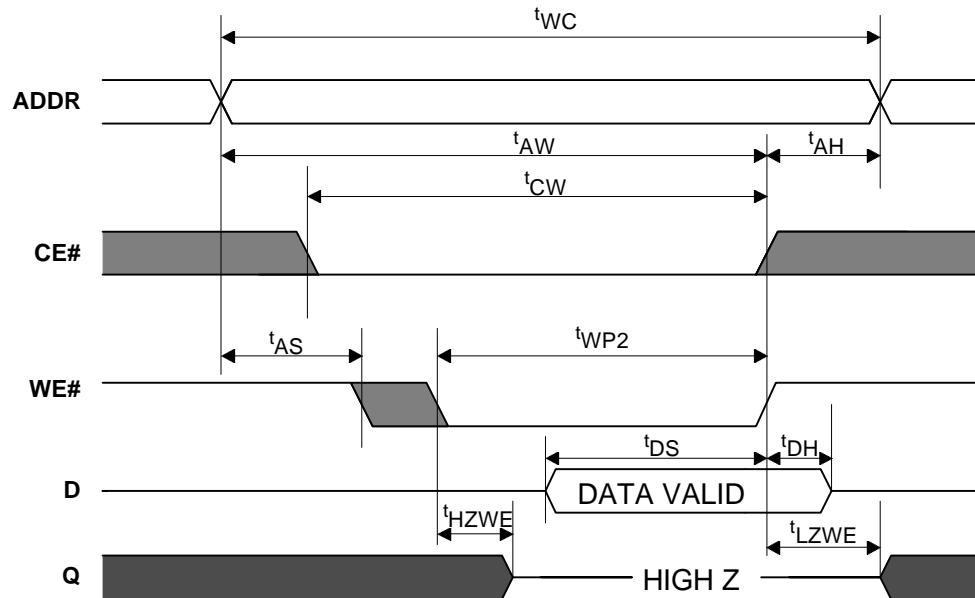 tWC
ADDR
tAW
tAH
tCW
CE#
tAS
tWP2
WE#
tDS
tDH
D
DATA VALID
tHZWE
tLZWE
Q
HIGH Z